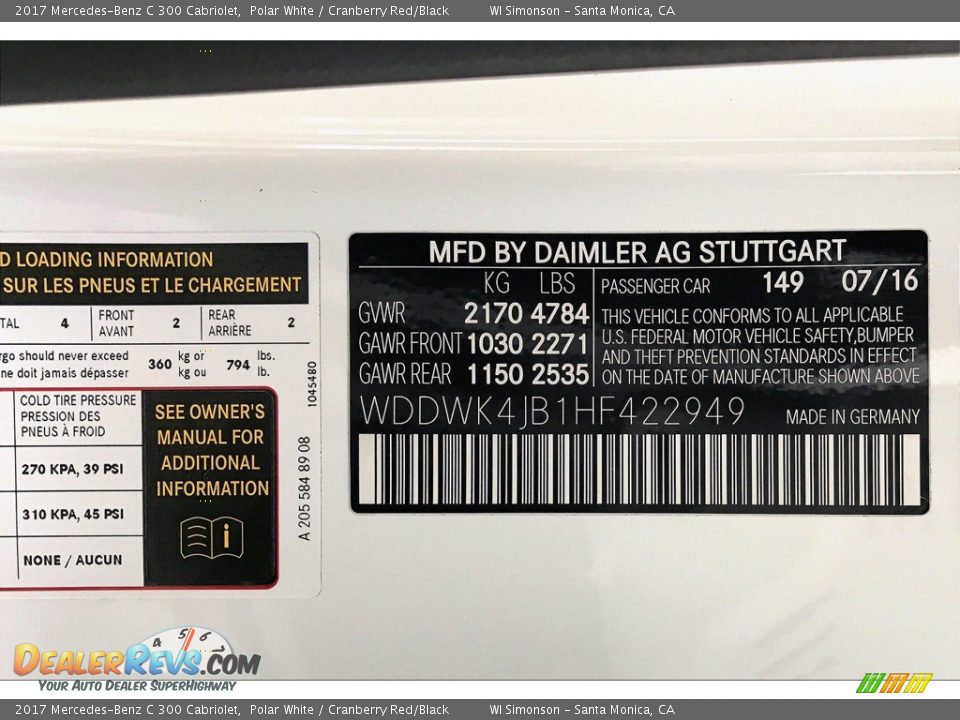 2017 Mercedes-Benz C 300 Cabriolet, Polar White / Cranberry Red/Black WI Simonson - Santa Monica, CA
D LOADING INFORMATION
SUR LES PNEUS ET LE CHARGEMENT
TAL 4 FRONT AVANT 2 REAR ARRIÈRE 2
rgo should never exceed
ne doit jamais dépasser
360 kg or kg ou 794 lbs. lb.
COLD TIRE PRESSURE
PRESSION DES
PNEUS À FROID
270 KPA, 39 PSI
310 KPA, 45 PSI
NONE / AUCUN
SEE OWNER'S
MANUAL FOR
ADDITIONAL
INFORMATION
i
1045480
A 205 584 89 08
MFD BY DAIMLER AG STUTTGART
KG LBS
GWR 2170 4784
GAWR FRONT 1030 2271
GAWR REAR 1150 2535
PASSENGER CAR 149 07/16
THIS VEHICLE CONFORMS TO ALL APPLICABLE
U.S. FEDERAL MOTOR VEHICLE SAFETY,BUMPER
AND THEFT PREVENTION STANDARDS IN EFFECT
ON THE DATE OF MANUFACTURE SHOWN ABOVE
WDDWK4JB1HF422949 MADE IN GERMANY
4 5 6 7
DEALERREVS.COM
YOUR AUTO DEALER SUPERHIGHWAY
2017 Mercedes-Benz C 300 Cabriolet, Polar White / Cranberry Red/Black WI Simonson - Santa Monica, CA